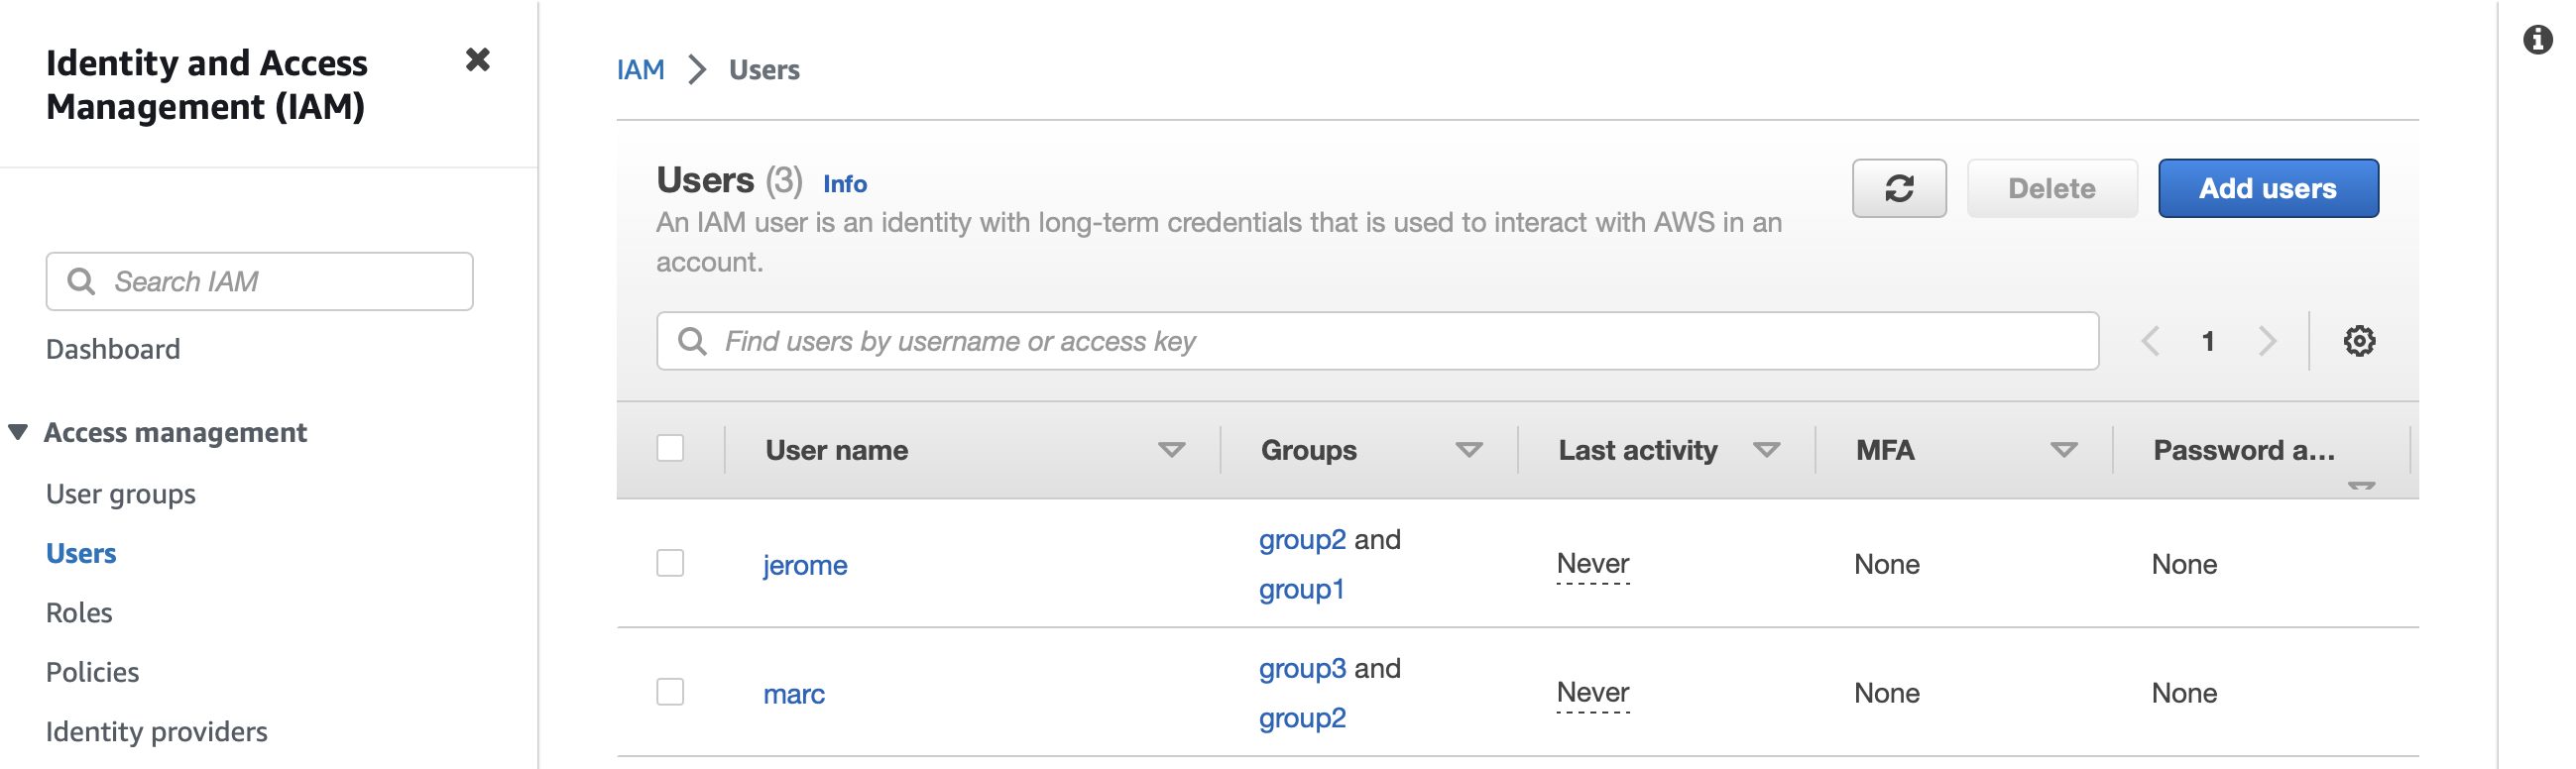 Identity and Access
Management (IAM)
Search IAM
Dashboard
Access management
User groups
Users
Roles
Policies
Identity providers
IAM > Users
Users (3) Info
An IAM user is an identity with long-term credentials that is used to interact with AWS in an
account.
Delete
Add users
Find users by username or access key
1
User name Groups Last activity MFA Password a...
jerome group2 and group1 Never None None
marc group3 and group2 Never None None